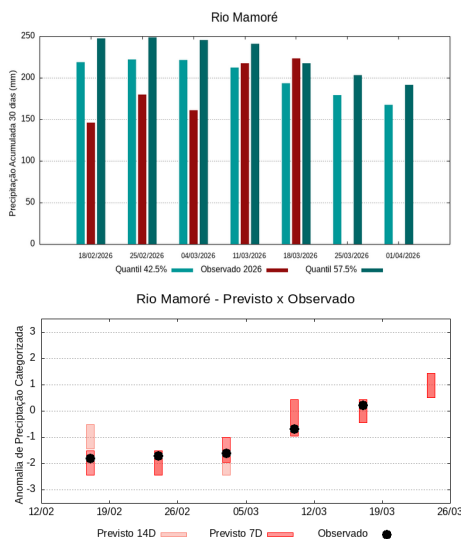 Rio Mamoré
Precipitação Acumulada 30 dias (mm)
250
200
150
100
50
0
18/02/2026 25/02/2026 04/03/2026 11/03/2026 18/03/2026 25/03/2026 01/04/2026
Quantil 42.5% Observado 2026 Quantil 57.5%
Rio Mamoré - Previsto x Observado
Anomalia de Preciptação Categorizada
3
2
1
0
-1
-2
-3
12/02 19/02 26/02 05/03 12/03 19/03 26/03
Previsto 14D Previsto 7D Observado